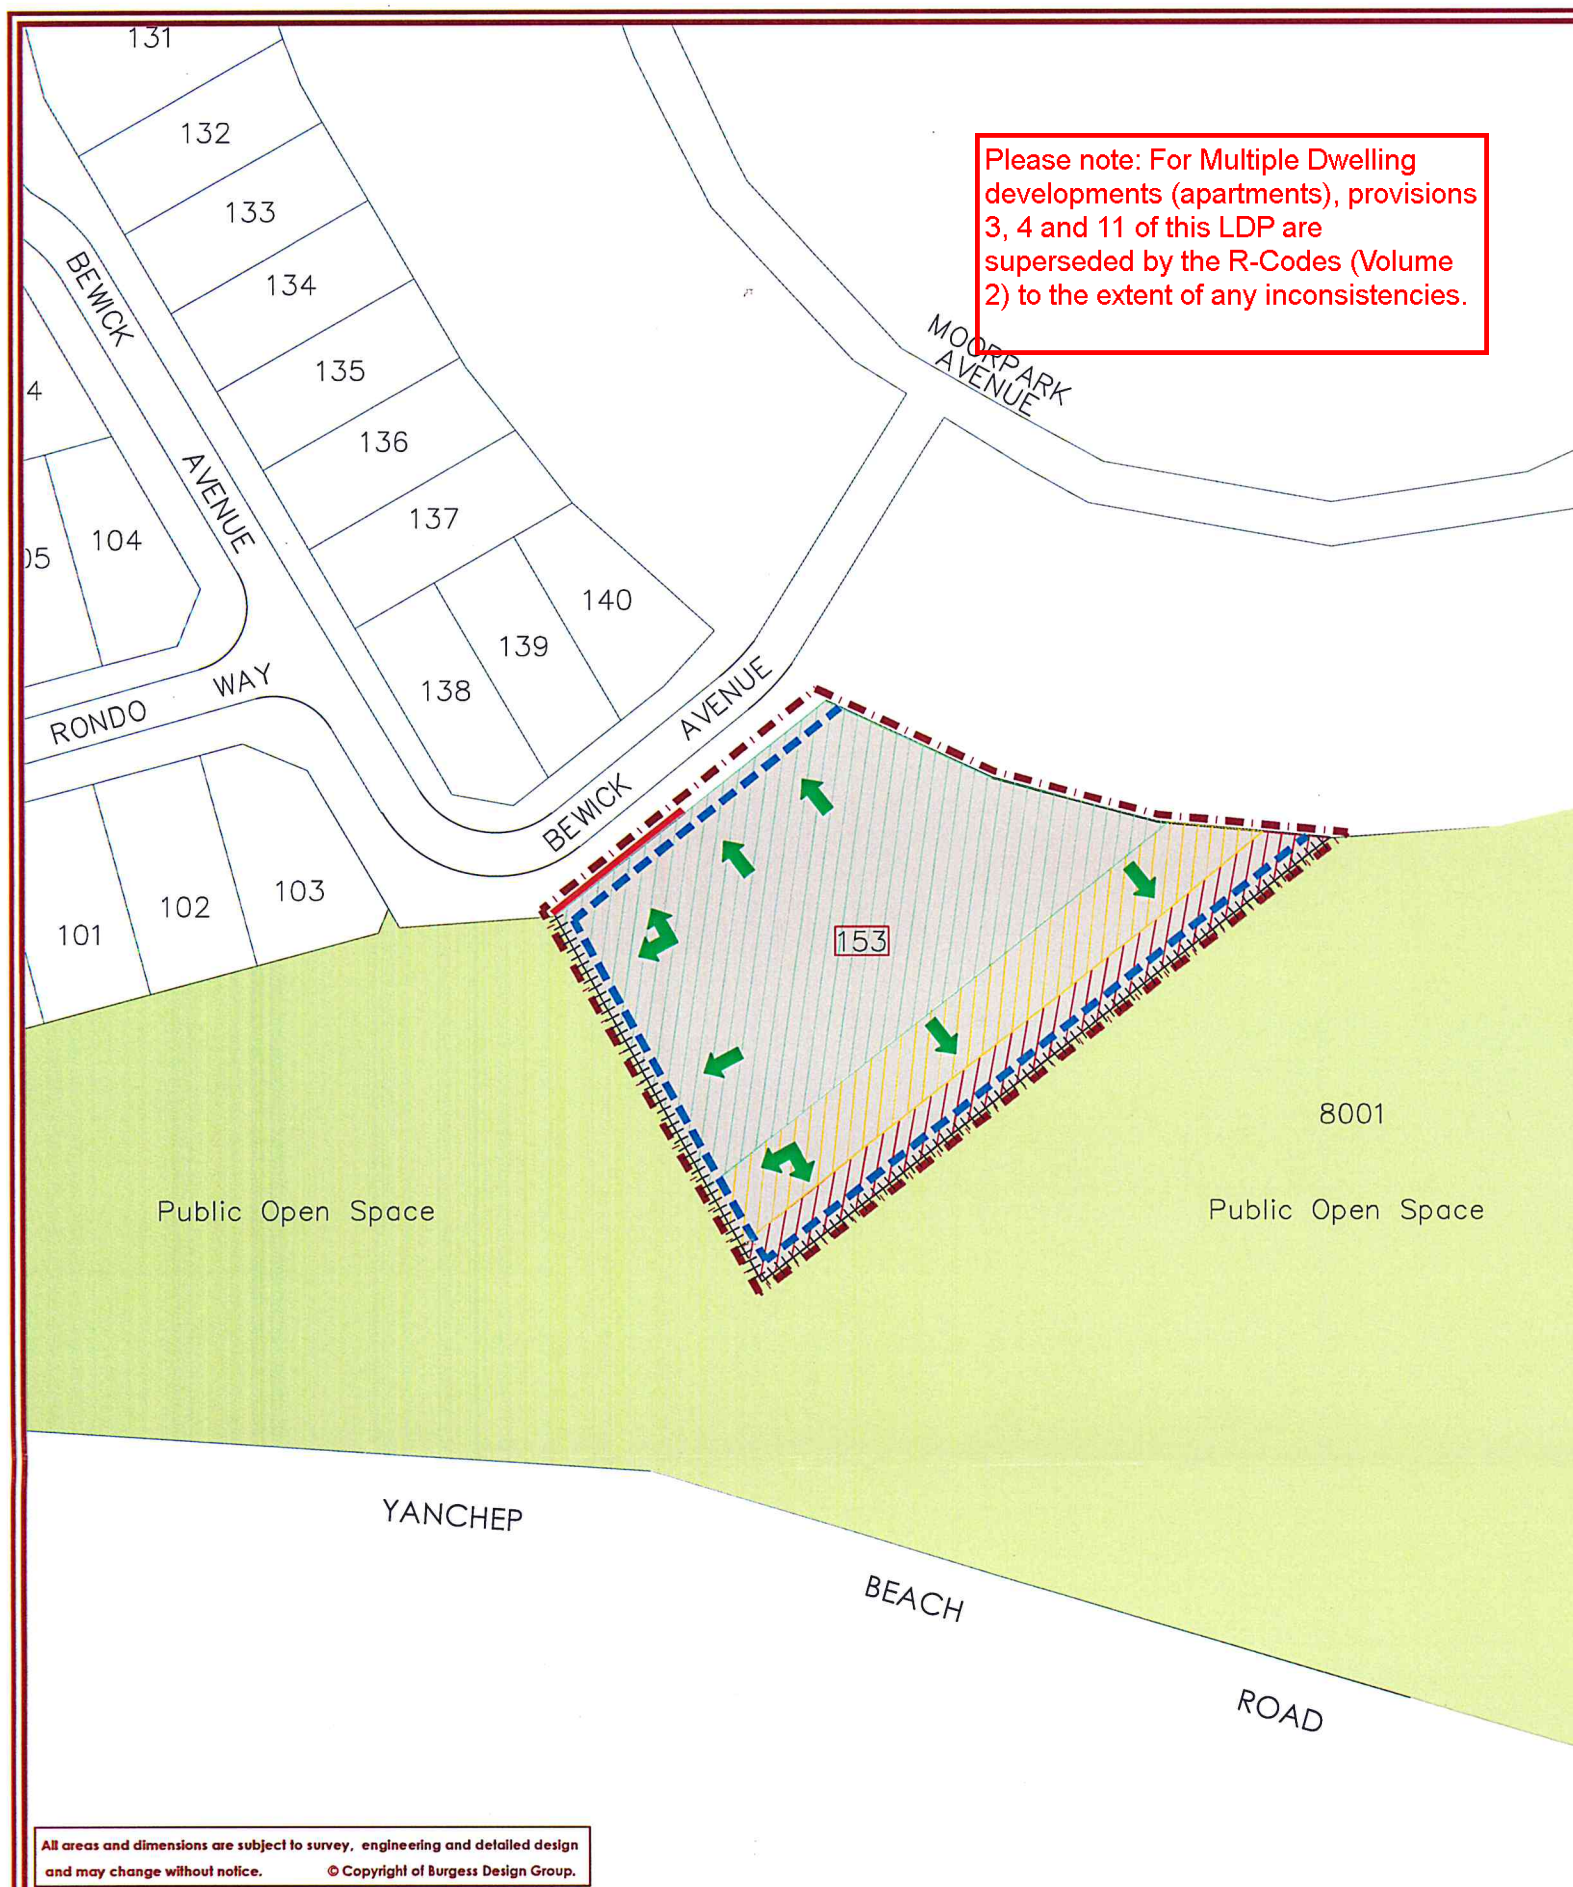 131
132
133
134
135
136
137
138
139
140
Please note: For Multiple Dwelling
developments (apartments), provisions
3, 4 and 11 of this LDP are
superseded by the R-Codes (Volume
2) to the extent of any inconsistencies.
MOORPARK
AVENUE
BEWICK
AVENUE
4
05
104
RONDO WAY
BEWICK AVENUE
101
102
103
153
8001
Public Open Space
Public Open Space
YANCHEP
BEACH
ROAD
All areas and dimensions are subject to survey, engineering and detailed design
and may change without notice. © Copyright of Burgess Design Group.